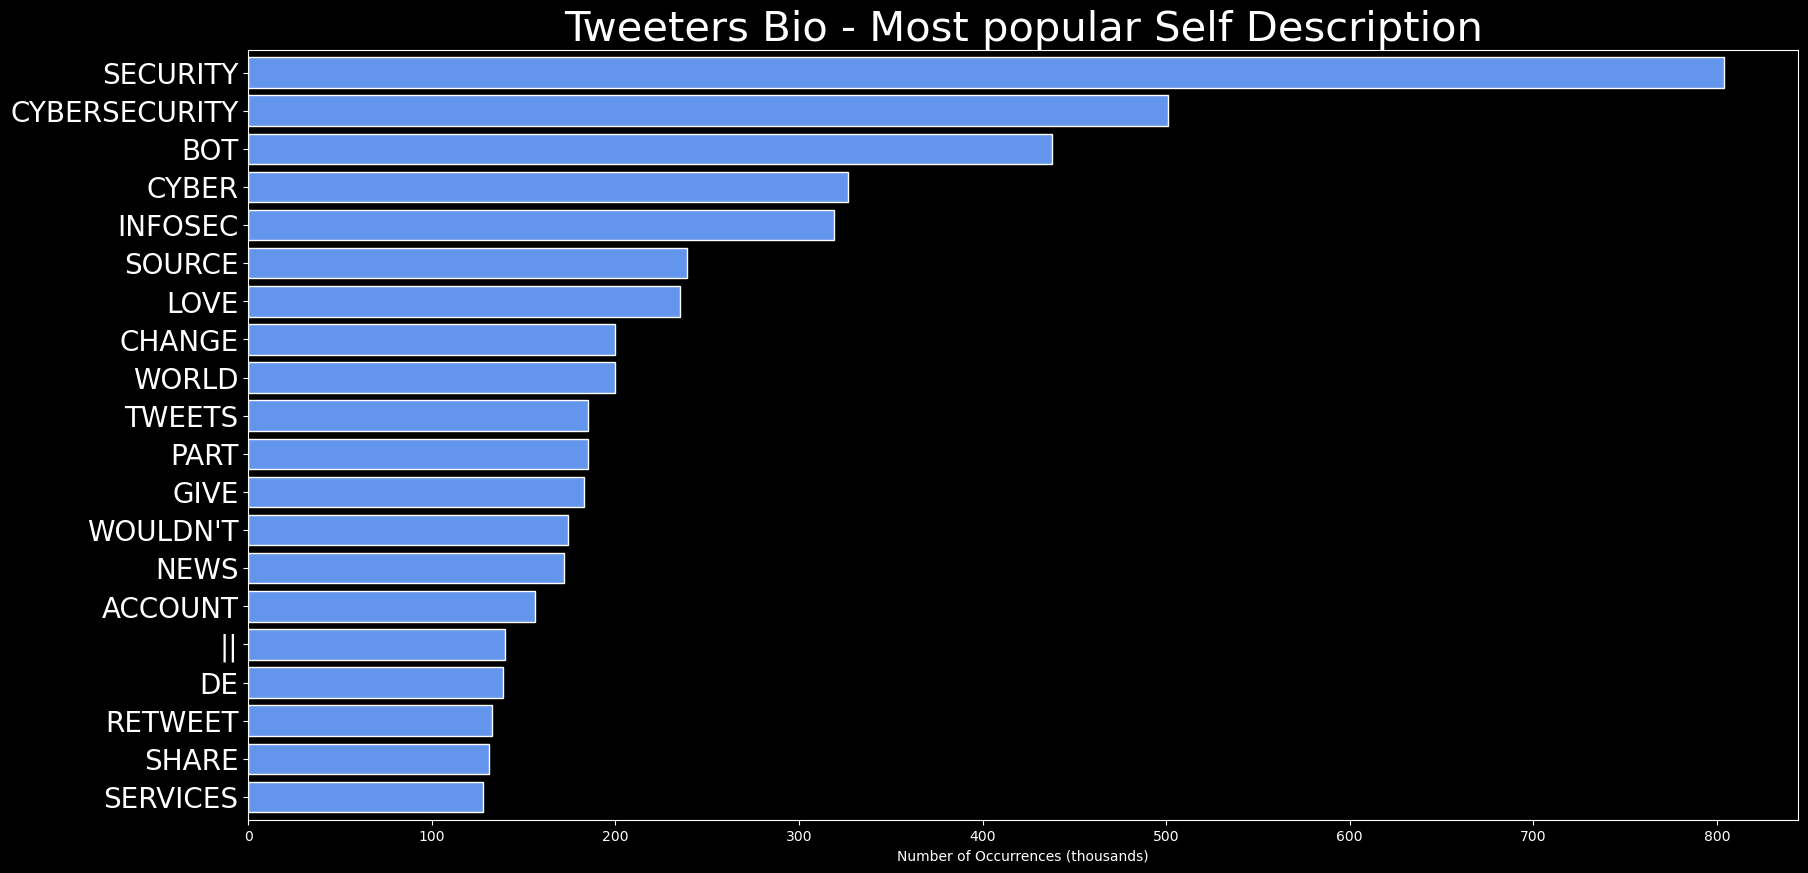 Tweeters Bio - Most popular Self Description
SECURITY
CYBERSECURITY
BOT
CYBER
INFOSEC
SOURCE
LOVE
CHANGE
WORLD
TWEETS
PART
GIVE
WOULDN'T
NEWS
ACCOUNT
||
DE
RETWEET
SHARE
SERVICES
0 100 200 300 400 500 600 700 800
Number of Occurrences (thousands)